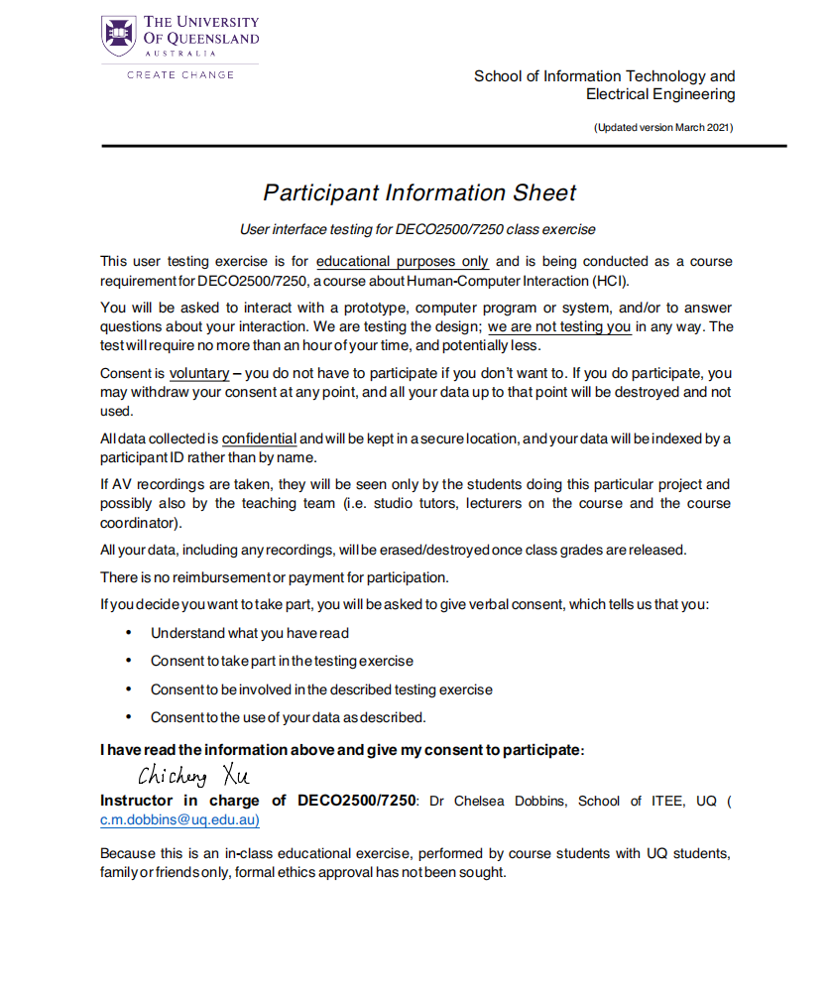 THE UNIVERSITY
OF QUEENSLAND
AUSTRALIA
CREATE CHANGE
School of Information Technology and
Electrical Engineering
(Updated version March 2021)
Participant Information Sheet
User interface testing for DECO2500/7250 class exercise
This user testing exercise is for educational purposes only and is being conducted as a course
requirement for DECO2500/7250, a course about Human-Computer Interaction (HCI).
You will be asked to interact with a prototype, computer program or system, and/or to answer
questions about your interaction. We are testing the design; we are not testing you in any way. The
test will require no more than an hour of your time, and potentially less.
Consent is voluntary – you do not have to participate if you don't want to. If you do participate, you
may withdraw your consent at any point, and all your data up to that point will be destroyed and not
used.
All data collected is confidential and will be kept in a secure location, and your data will be indexed by a
participant ID rather than by name.
If AV recordings are taken, they will be seen only by the students doing this particular project and
possibly also by the teaching team (i.e. studio tutors, lecturers on the course and the course
coordinator).
All your data, including any recordings, will be erased/destroyed once class grades are released.
There is no reimbursement or payment for participation.
If you decide you want to take part, you will be asked to give verbal consent, which tells us that you:
• Understand what you have read
• Consent to take part in the testing exercise
• Consent to be involved in the described testing exercise
• Consent to the use of your data as described.
I have read the information above and give my consent to participate:
Chicheng Xu
Instructor in charge of DECO2500/7250: Dr Chelsea Dobbins, School of ITEE, UQ (
c.m.dobbins@uq.edu.au)
Because this is an in-class educational exercise, performed by course students with UQ students,
family or friends only, formal ethics approval has not been sought.